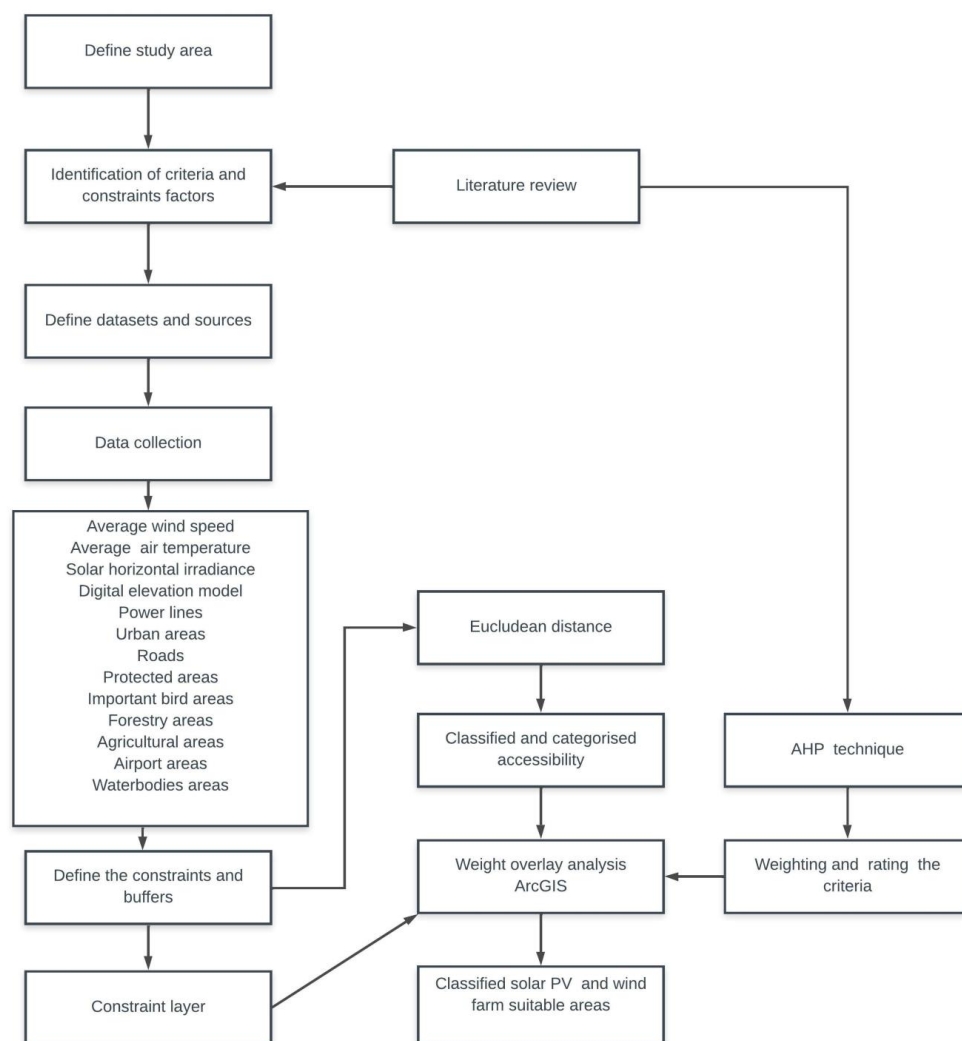 Define study area
Identification of criteria and
constraints factors
Literature review
Define datasets and sources
Data collection
Average wind speed
Average air temperature
Solar horizontal irradiance
Digital elevation model
Power lines
Urban areas
Roads
Protected areas
Important bird areas
Forestry areas
Agricultural areas
Airport areas
Waterbodies areas
Eucludean distance
Classified and categorised
accessibility
AHP technique
Define the constraints and
buffers
Weight overlay analysis
ArcGIS
Weighting and rating the
criteria
Constraint layer
Classified solar PV and wind
farm suitable areas